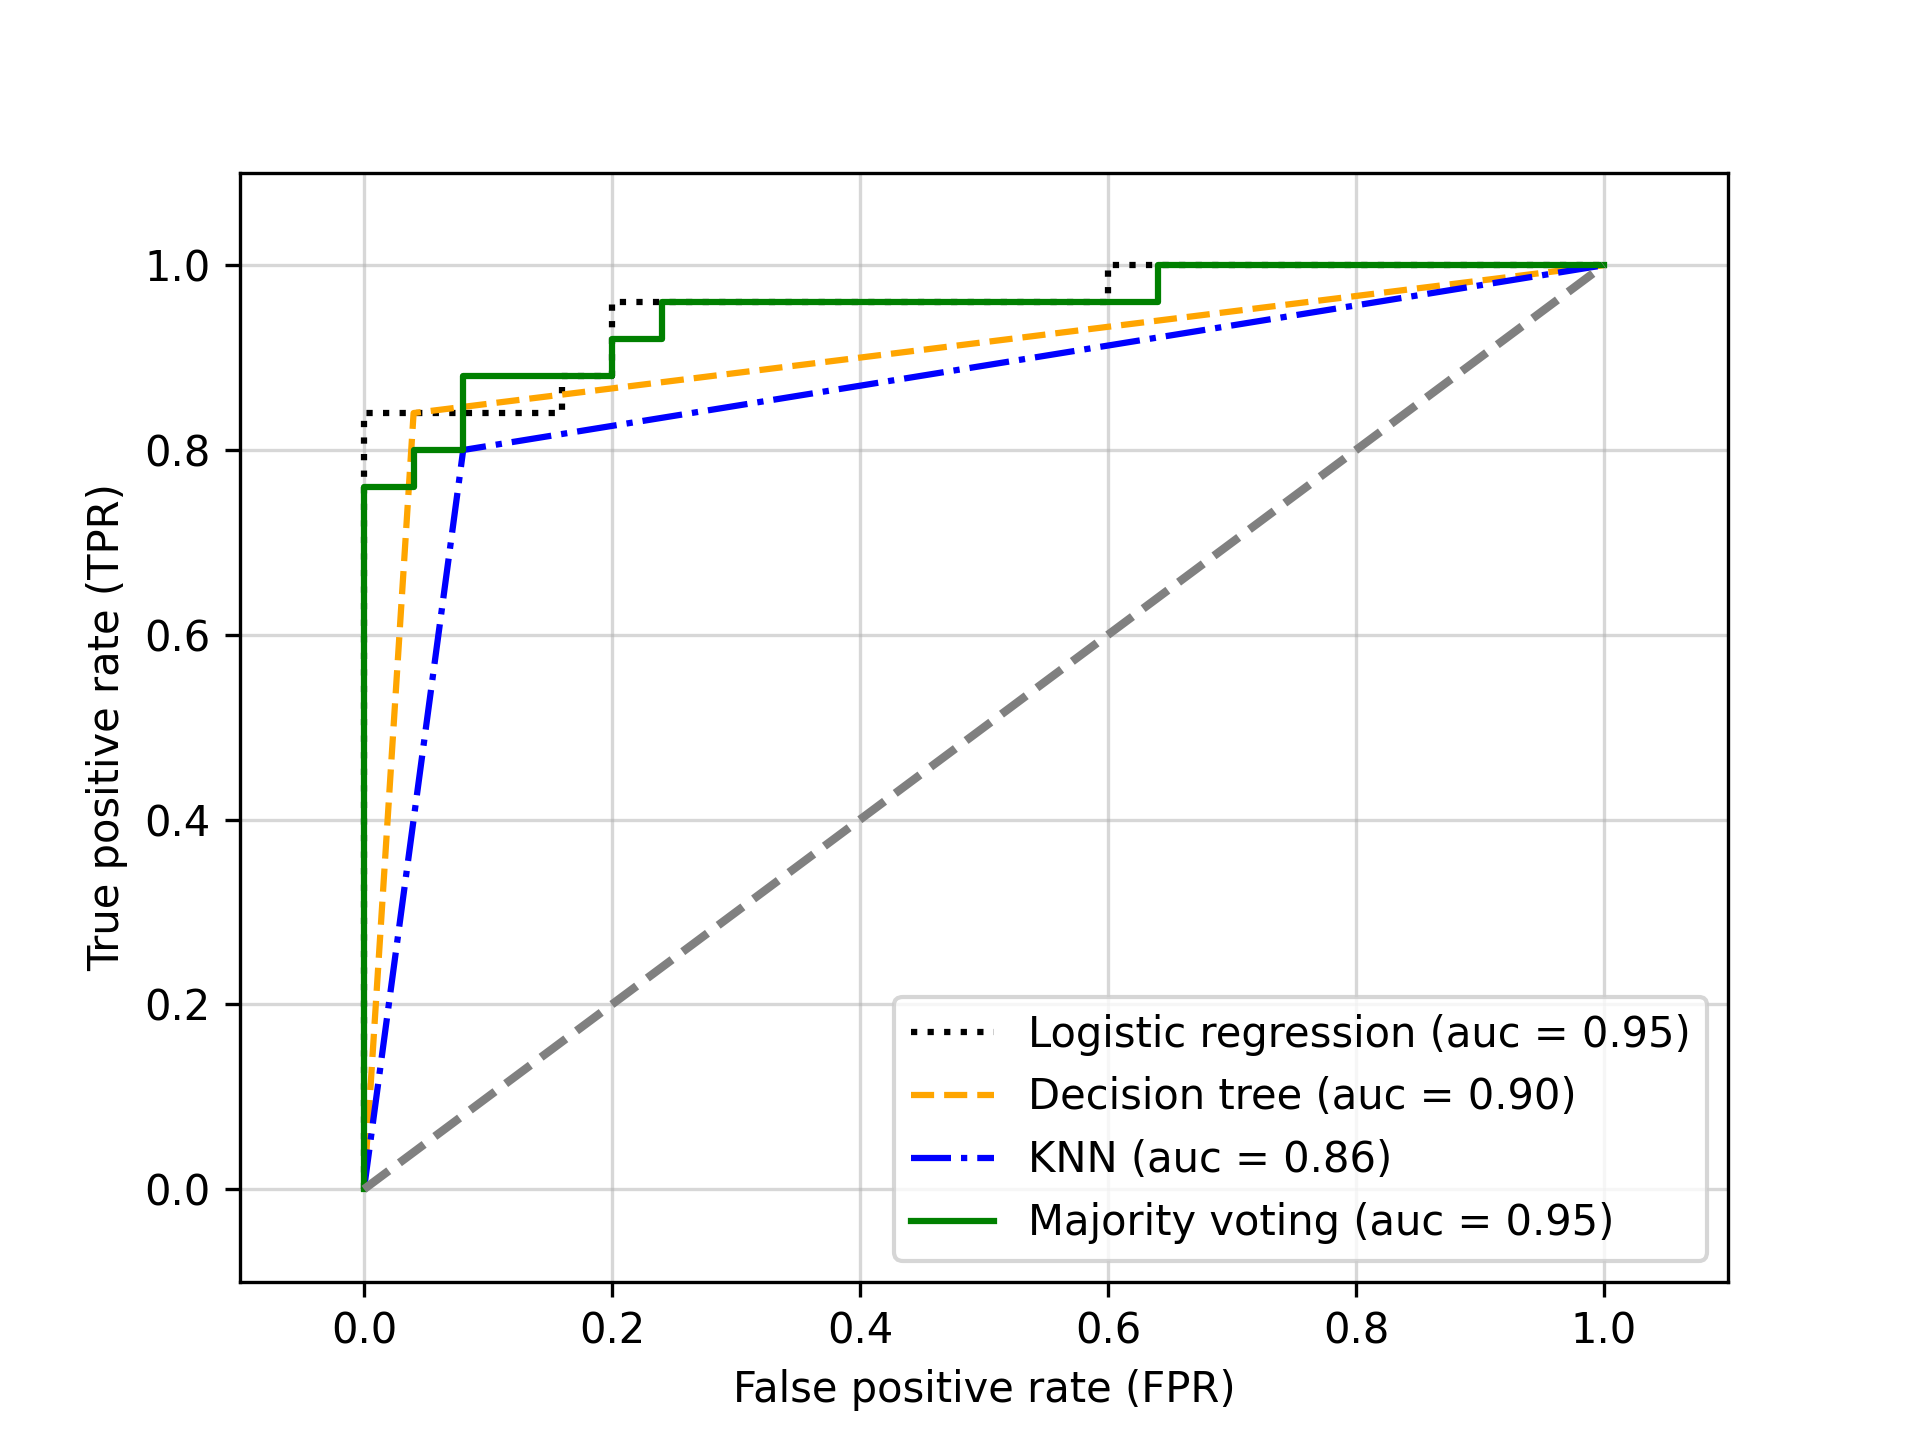 1.0
0.8
0.6
0.4
0.2
0.0
True positive rate (TPR)
Logistic regression (auc = 0.95)
Decision tree (auc = 0.90)
KNN (auc = 0.86)
Majority voting (auc = 0.95)
0.0 0.2 0.4 0.6 0.8 1.0
False positive rate (FPR)